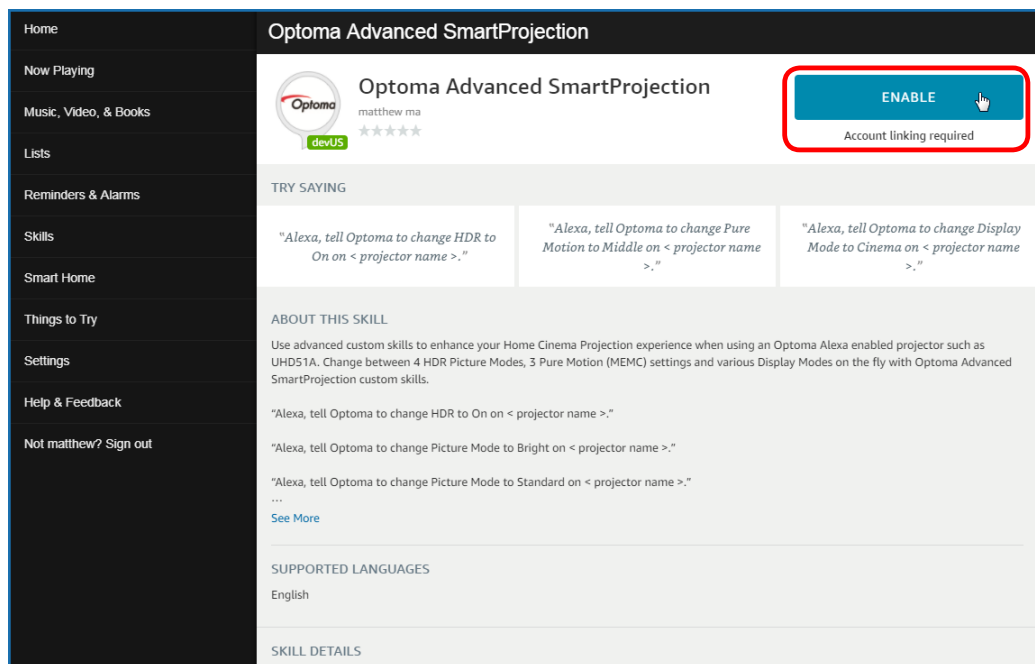 Home
Now Playing
Music, Video, & Books
Lists
Reminders & Alarms
Skills
Smart Home
Things to Try
Settings
Help & Feedback
Not matthew? Sign out
Optoma Advanced SmartProjection
Optoma
devUS
Optoma Advanced SmartProjection
matthew ma
ENABLE
Account linking required
TRY SAYING
"Alexa, tell Optoma to change HDR to
On on < projector name >."
"Alexa, tell Optoma to change Pure
Motion to Middle on < projector name
>."
"Alexa, tell Optoma to change Display
Mode to Cinema on < projector name
>."
ABOUT THIS SKILL
Use advanced custom skills to enhance your Home Cinema Projection experience when using an Optoma Alexa enabled projector such as
UHD51A. Change between 4 HDR Picture Modes, 3 Pure Motion (MEMC) settings and various Display Modes on the fly with Optoma Advanced
SmartProjection custom skills.
"Alexa, tell Optoma to change HDR to On on < projector name >."
"Alexa, tell Optoma to change Picture Mode to Bright on < projector name >."
"Alexa, tell Optoma to change Picture Mode to Standard on < projector name >."
...
See More
SUPPORTED LANGUAGES
English
SKILL DETAILS